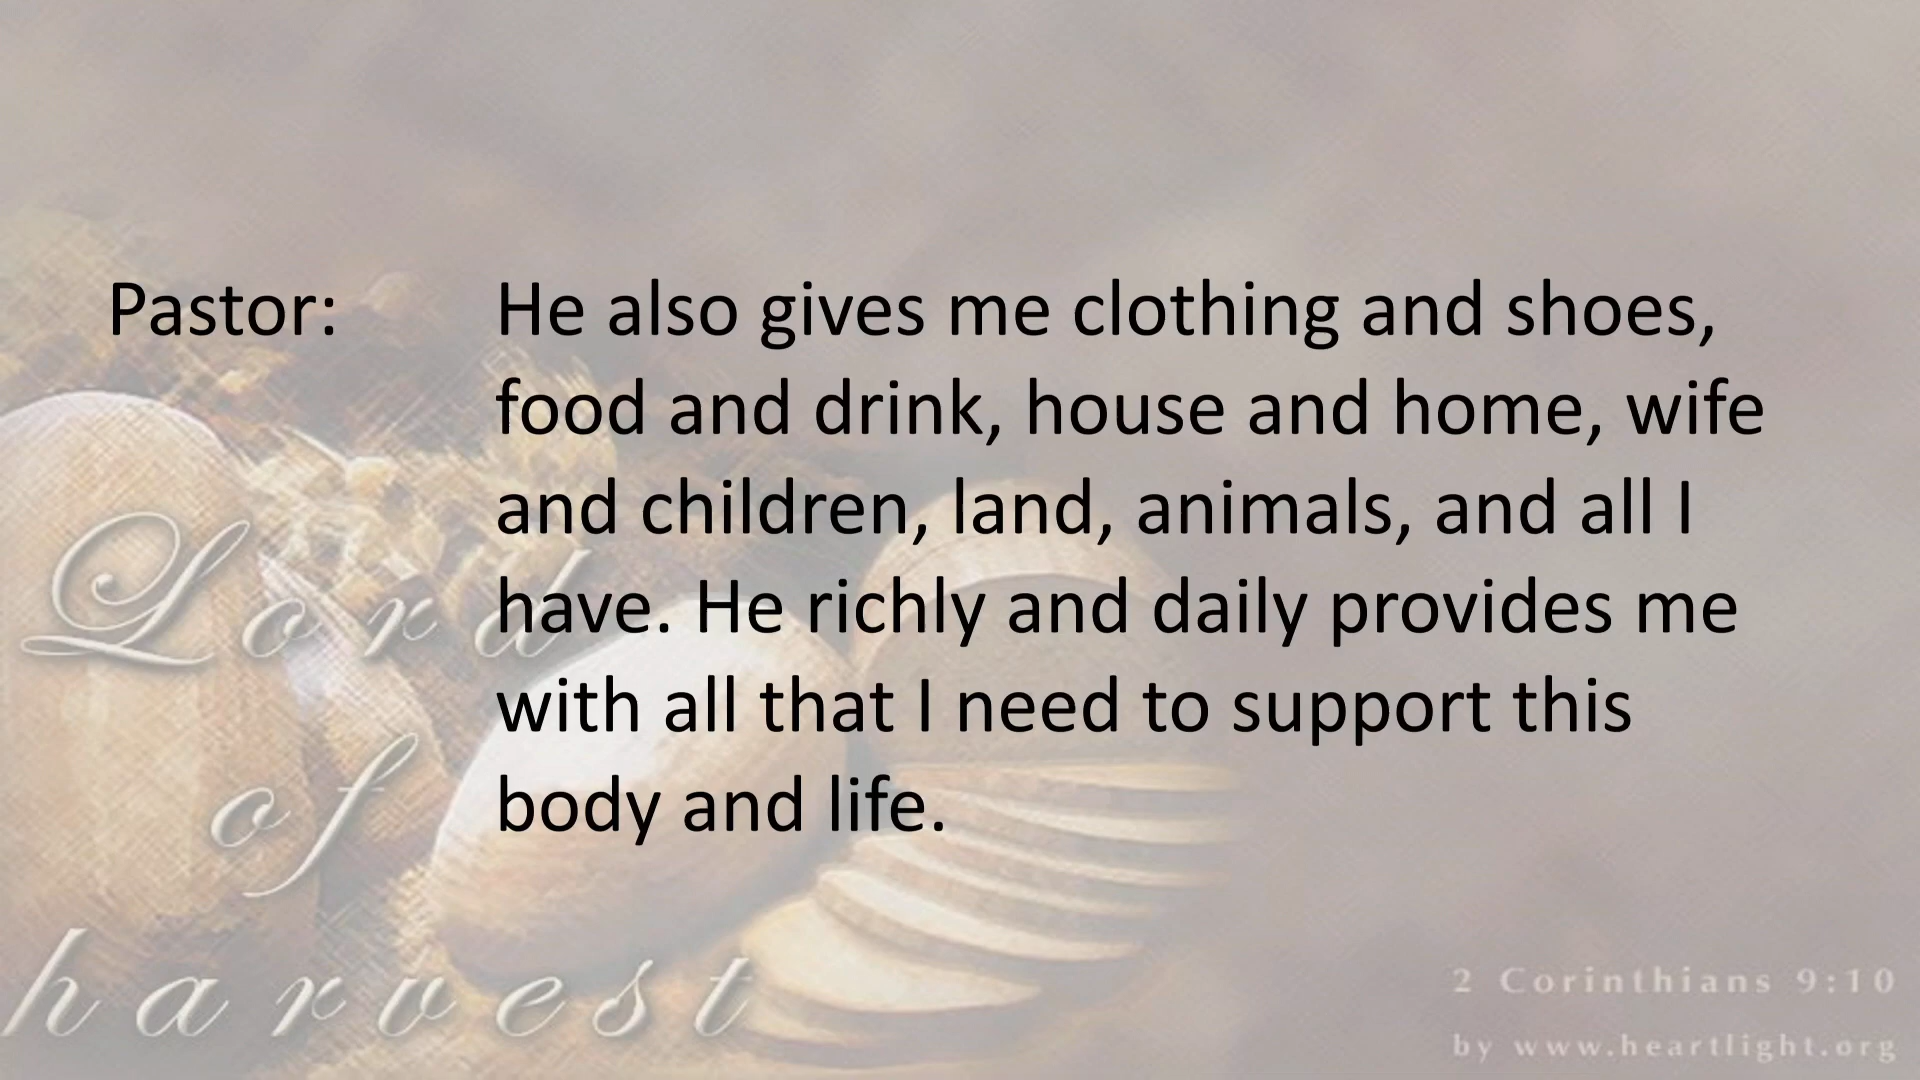 Pastor: He also gives me clothing and shoes,
food and drink, house and home, wife
and children, land, animals, and all I
have. He richly and daily provides me
with all that I need to support this
body and life.
Lord
of
harvest
2 Corinthians 9:10
by www.heartlight.org